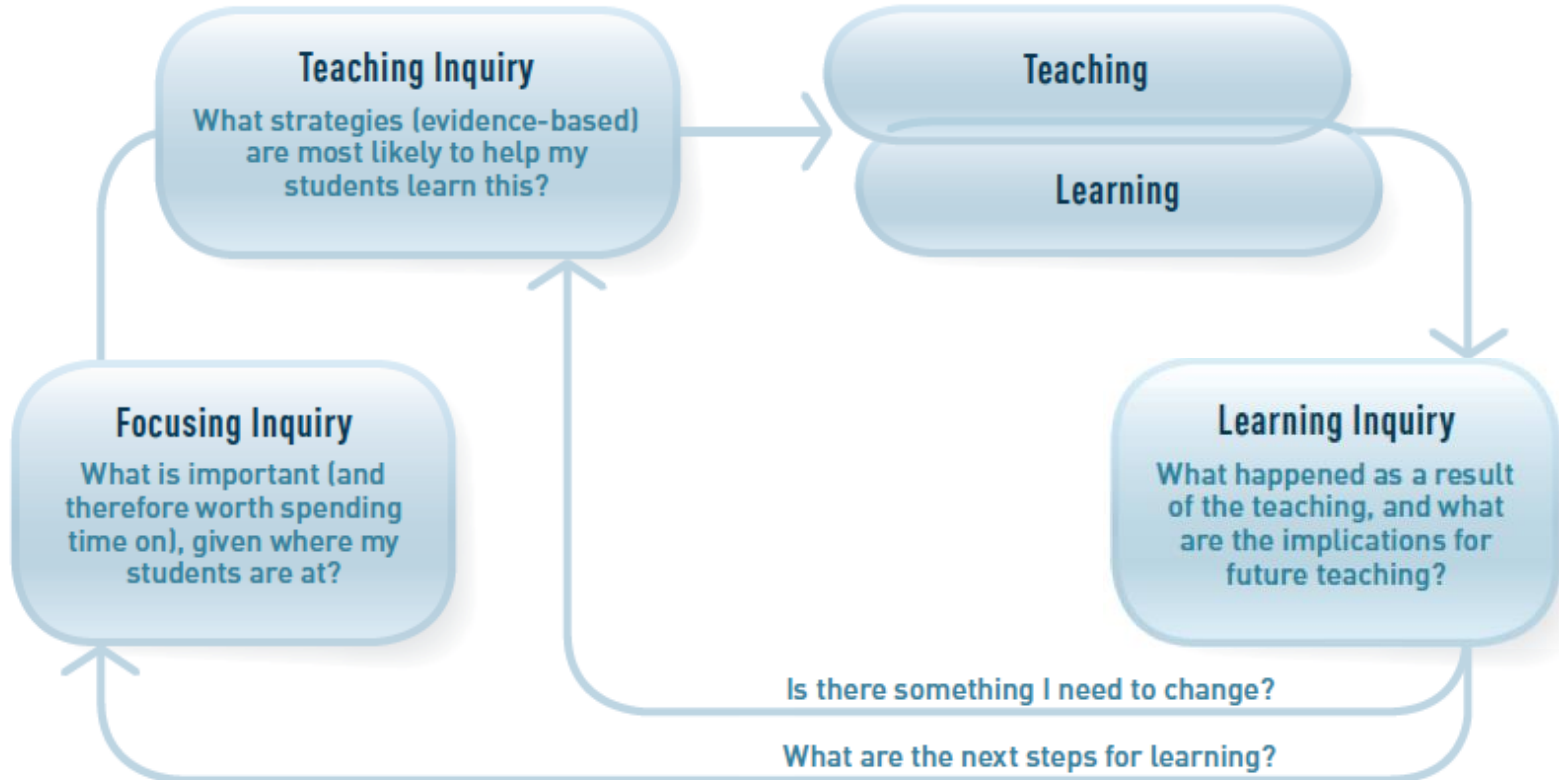 Teaching Inquiry
What strategies (evidence-based)
are most likely to help my
students learn this?
Teaching
Learning
Focusing Inquiry
What is important (and
therefore worth spending
time on), given where my
students are at?
Learning Inquiry
What happened as a result
of the teaching, and what
are the implications for
future teaching?
Is there something I need to change?
What are the next steps for learning?